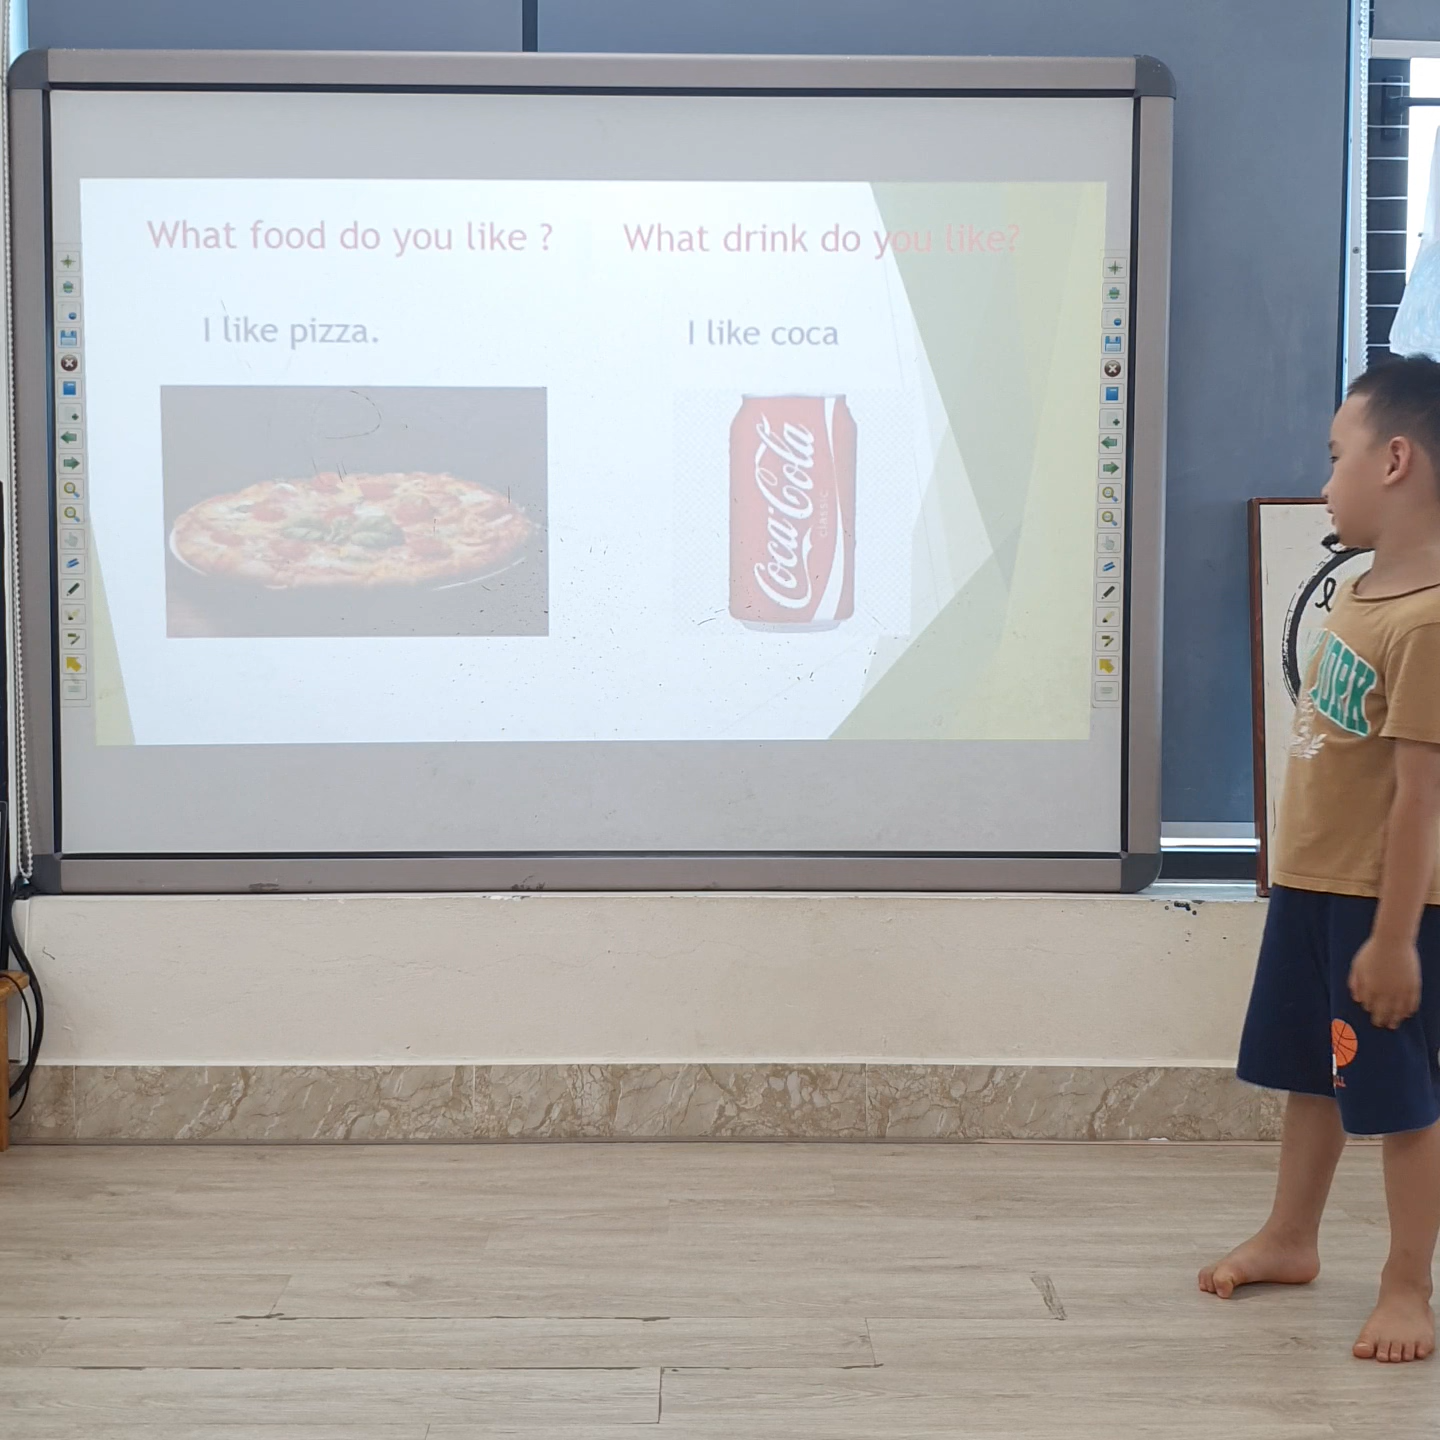 What food do you like ?
I like pizza.
What drink do you like?
I like coca
Coca-Cola
classic
YORK